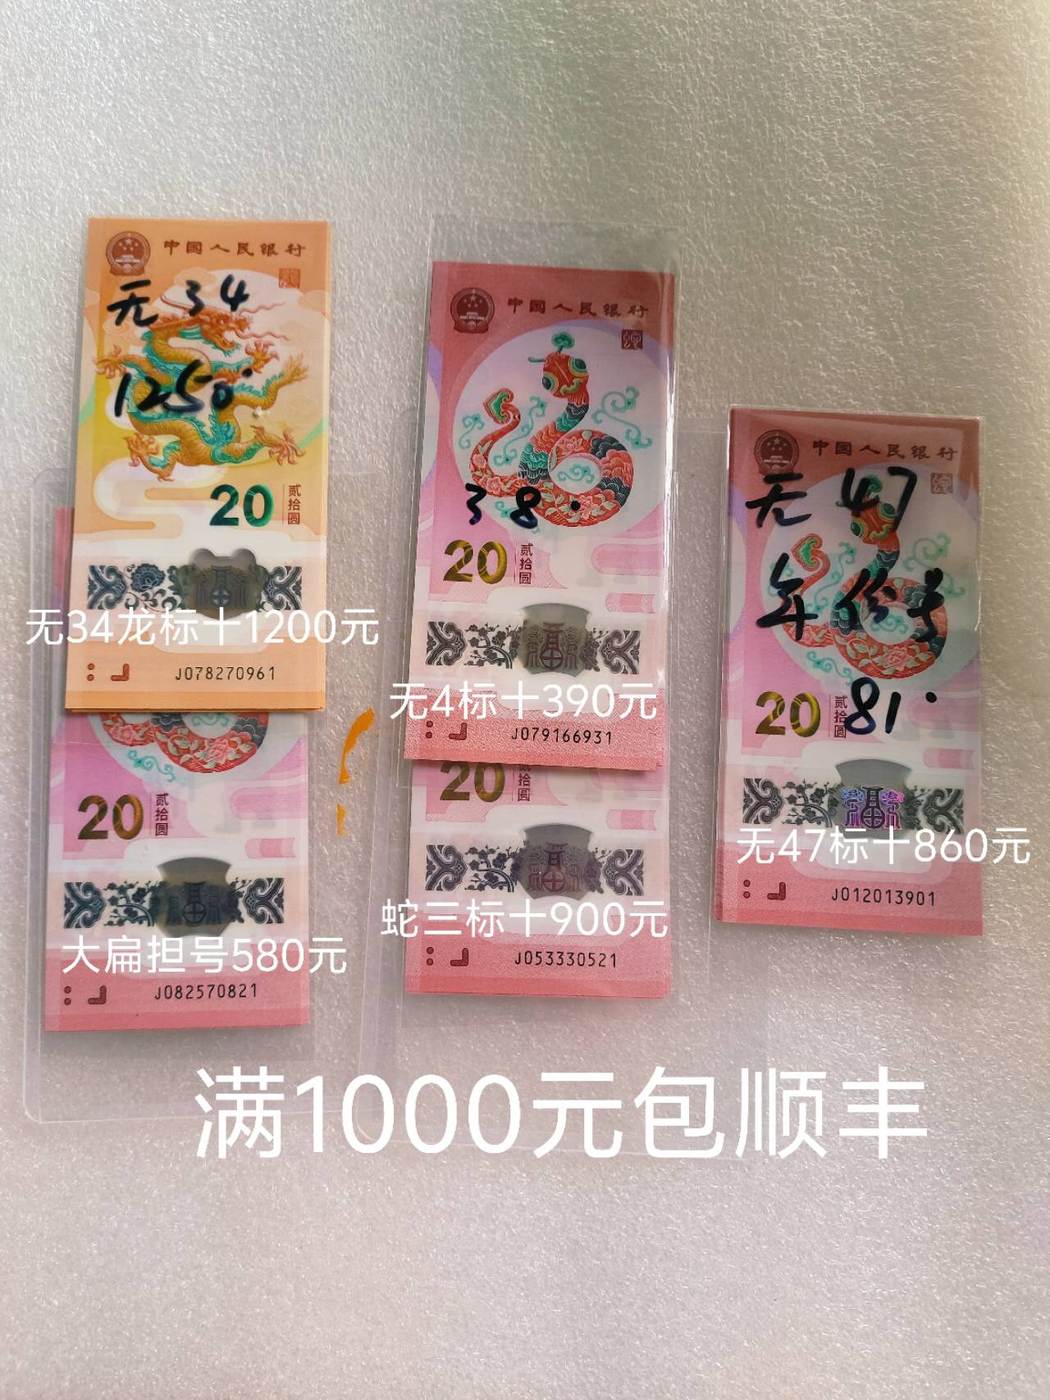 中国人民银行
无34
1250
20
贰拾圆
无34龙标十1200元
J078270961
20
贰拾圆
大扁担号580元
J082570821
中国人民银行
38.
20
贰拾圆
无4标十390元
J079166931
20
贰拾圆
蛇三标十900元
J053330521
中国人民银行
无47
年份号
81.
20
贰拾圆
无47标十860元
J012013901
满1000元包顺丰